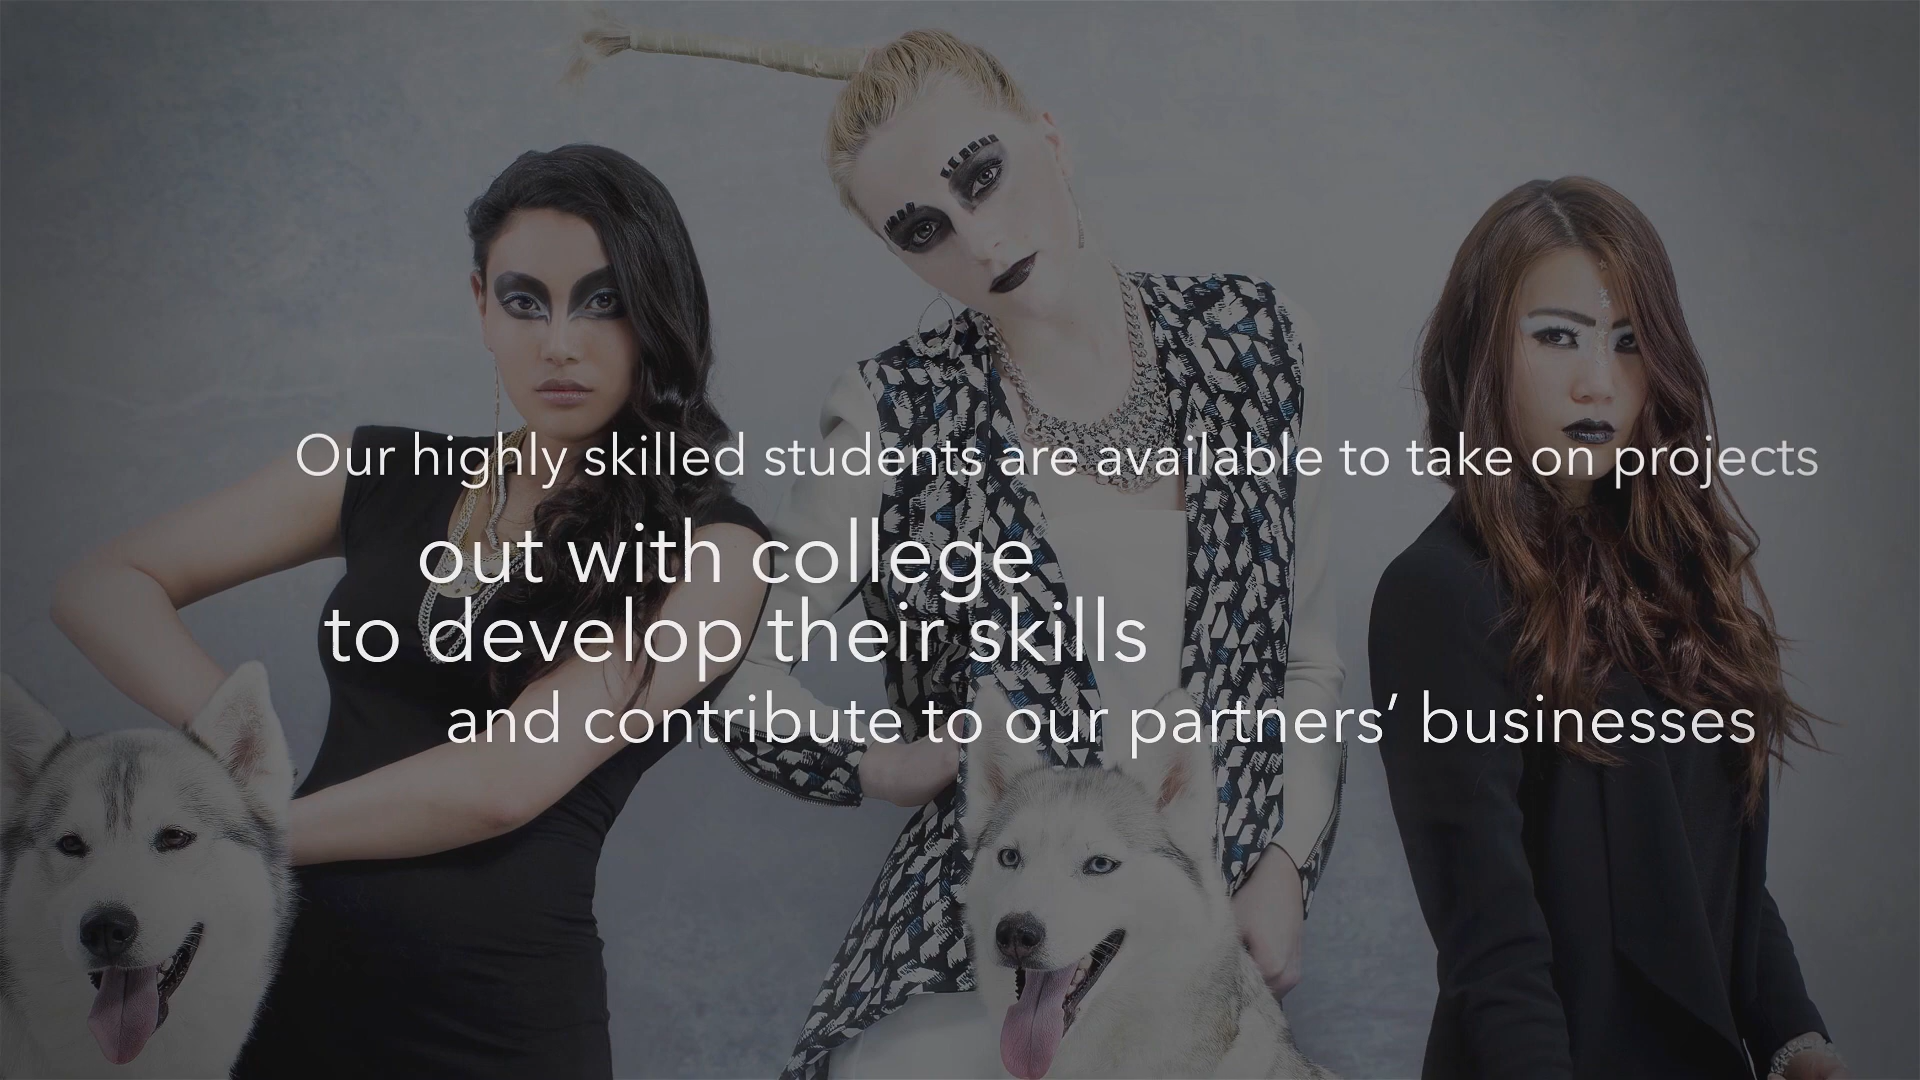 Our highly skilled students are available to take on projects
out with college
to develop their skills
and contribute to our partners’ businesses